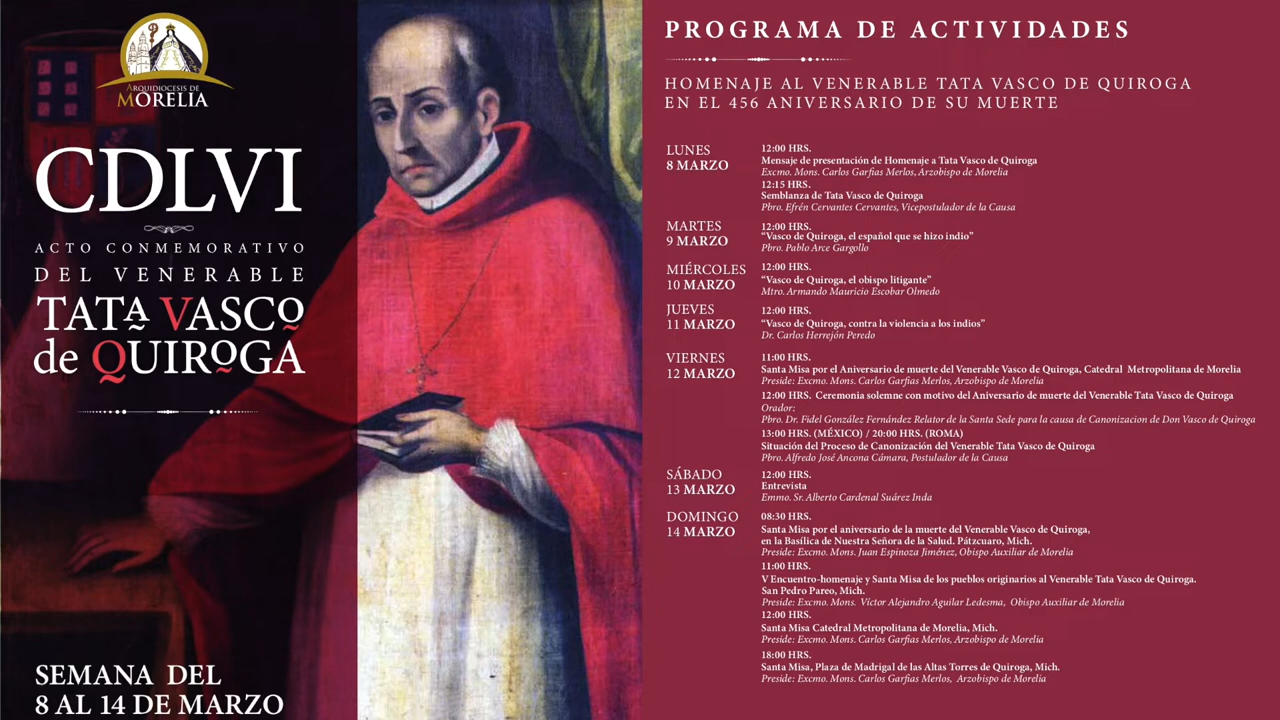 ARQUIDIOCESIS DE
MORELIA
CDLVI
ACTO CONMEMORATIVO
DEL VENERABLE
TATA VASCO
de QUIROGA
SEMANA DEL
8 AL 14 DE MARZO
PROGRAMA DE ACTIVIDADES
HOMENAJE AL VENERABLE TATA VASCO DE QUIROGA
EN EL 456 ANIVERSARIO DE SU MUERTE
LUNES
8 MARZO
12:00 HRS.
Mensaje de presentación de Homenaje a Tata Vasco de Quiroga
Excmo. Mons. Carlos Garfias Merlos, Arzobispo de Morelia
12:15 HRS.
Semblanza de Tata Vasco de Quiroga
Pbro. Efrén Cervantes Cervantes, Vicepostulador de la Causa
MARTES
9 MARZO
12:00 HRS.
“Vasco de Quiroga, el español que se hizo indio”
Pbro. Pablo Arce Gargollo
MIÉRCOLES
10 MARZO
12:00 HRS.
“Vasco de Quiroga, el obispo litigante”
Mtro. Armando Mauricio Escobar Olmedo
JUEVES
11 MARZO
12:00 HRS.
“Vasco de Quiroga, contra la violencia a los indios”
Dr. Carlos Herrejón Peredo
VIERNES
12 MARZO
11:00 HRS.
Santa Misa por el Aniversario de muerte del Venerable Vasco de Quiroga, Catedral Metropolitana de Morelia
Preside: Excmo. Mons. Carlos Garfias Merlos, Arzobispo de Morelia
12:00 HRS. Ceremonia solemne con motivo del Aniversario de muerte del Venerable Tata Vasco de Quiroga
Orador:
Pbro. Dr. Fidel González Fernández Relator de la Santa Sede para la causa de Canonizacion de Don Vasco de Quiroga
13:00 HRS. (MÉXICO) / 20:00 HRS. (ROMA)
Situación del Proceso de Canonización del Venerable Tata Vasco de Quiroga
Pbro. Alfredo José Ancona Cámara, Postulador de la Causa
SÁBADO
13 MARZO
12:00 HRS.
Entrevista
Emmo. Sr. Alberto Cardenal Suárez Inda
DOMINGO
14 MARZO
08:30 HRS.
Santa Misa por el aniversario de la muerte del Venerable Vasco de Quiroga,
en la Basílica de Nuestra Señora de la Salud. Pátzcuaro, Mich.
Preside: Excmo. Mons. Juan Espinoza Jiménez, Obispo Auxiliar de Morelia
11:00 HRS.
V Encuentro-homenaje y Santa Misa de los pueblos originarios al Venerable Tata Vasco de Quiroga.
San Pedro Pareo, Mich.
Preside: Excmo. Mons. Víctor Alejandro Aguilar Ledesma, Obispo Auxiliar de Morelia
12:00 HRS.
Santa Misa Catedral Metropolitana de Morelia, Mich.
Preside: Excmo. Mons. Carlos Garfias Merlos, Arzobispo de Morelia
18:00 HRS.
Santa Misa, Plaza de Madrigal de las Altas Torres de Quiroga, Mich.
Preside: Excmo. Mons. Carlos Garfias Merlos, Arzobispo de Morelia